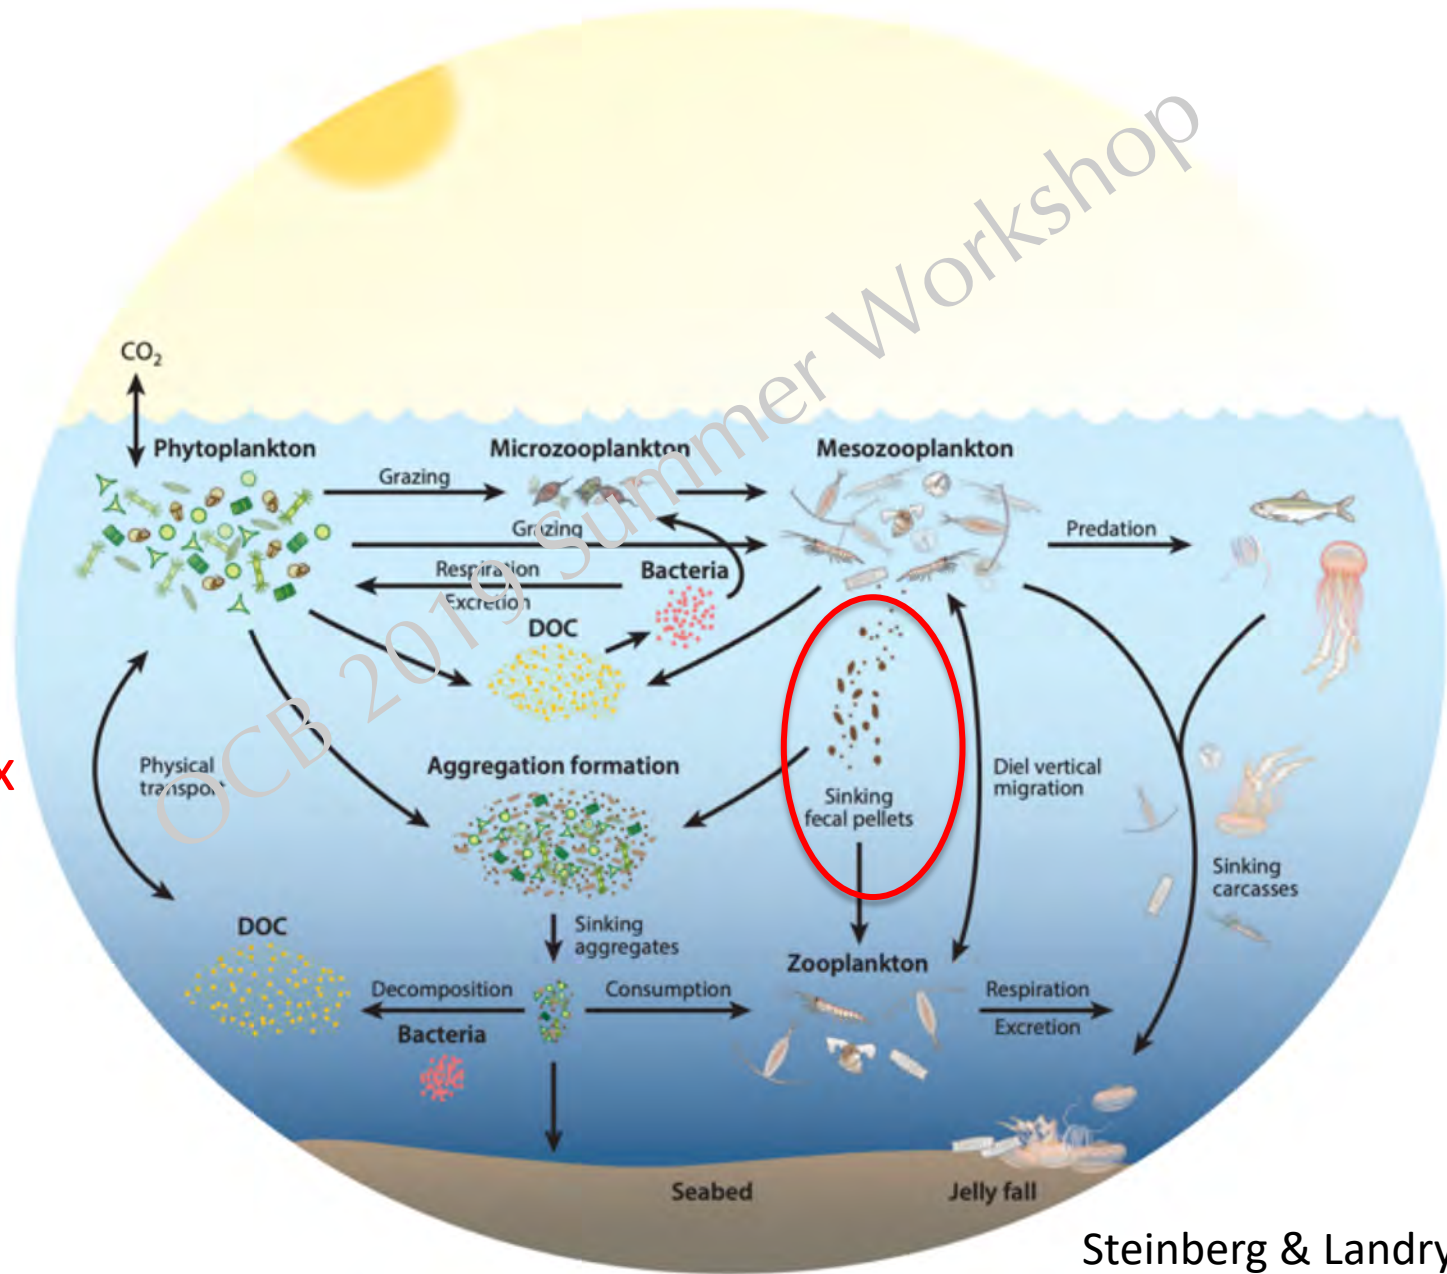 CO₂
Phytoplankton
Microzooplankton
Mesozooplankton
Grazing
Grazing
Predation
Respiration
Excretion
Bacteria
DOC
OCB 2019 Summer Workshop
x
Physical
transport
Aggregation formation
Sinking
fecal pellets
Diel vertical
migration
Sinking
carcasses
DOC
Sinking
aggregates
Zooplankton
Decomposition
Consumption
Respiration
Excretion
Bacteria
Seabed
Jelly fall
Steinberg & Landry